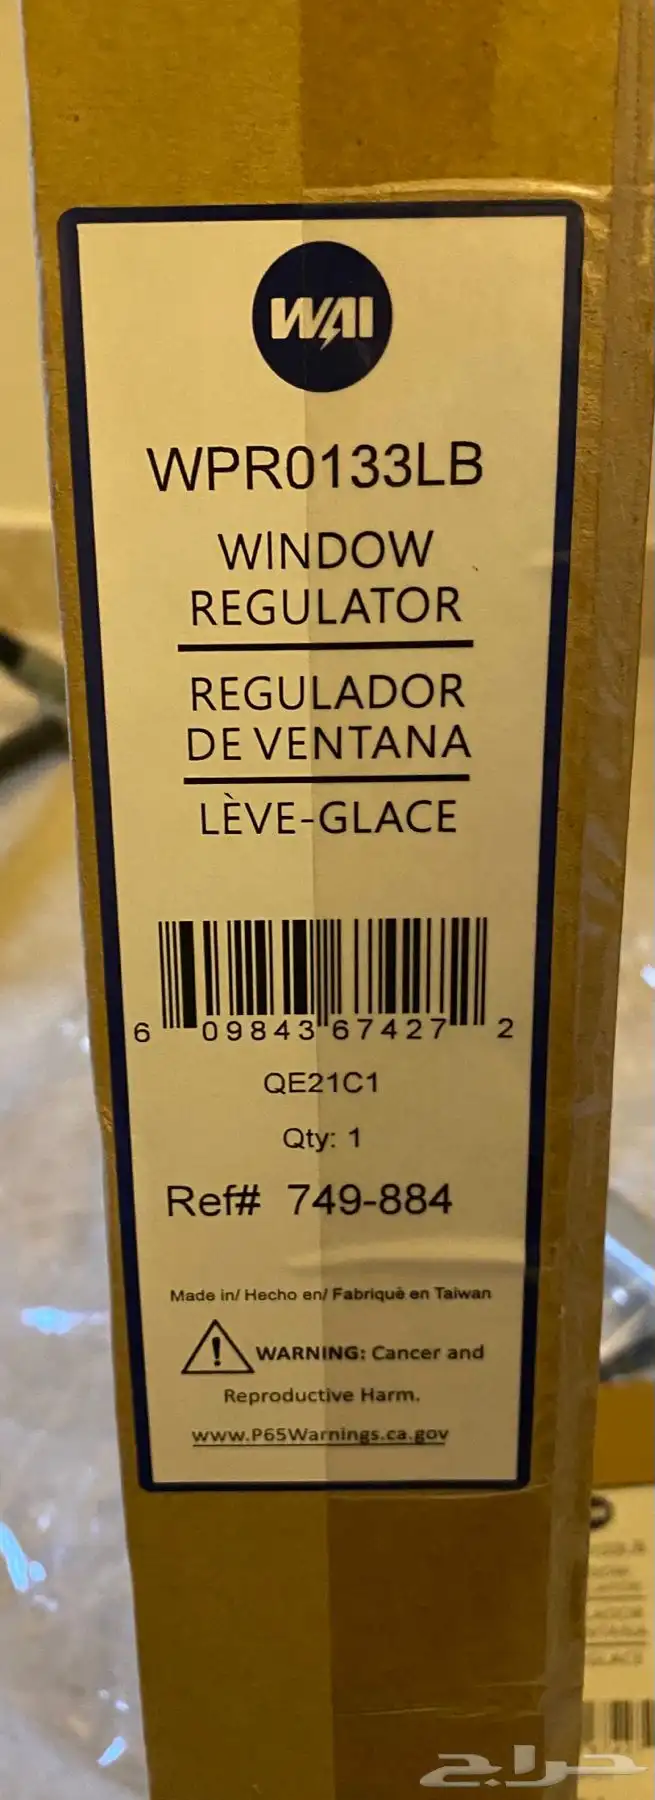 WAI
WPR0133LB
WINDOW
REGULATOR
REGULADOR
DE VENTANA
LÈVE-GLACE
6 09843 67427 2
QE21C1
Qty: 1
Ref# 749-884
Made in/ Hecho en/ Fabriqué en Taiwan
WARNING: Cancer and
Reproductive Harm.
www.P65Warnings.ca.gov
حراج